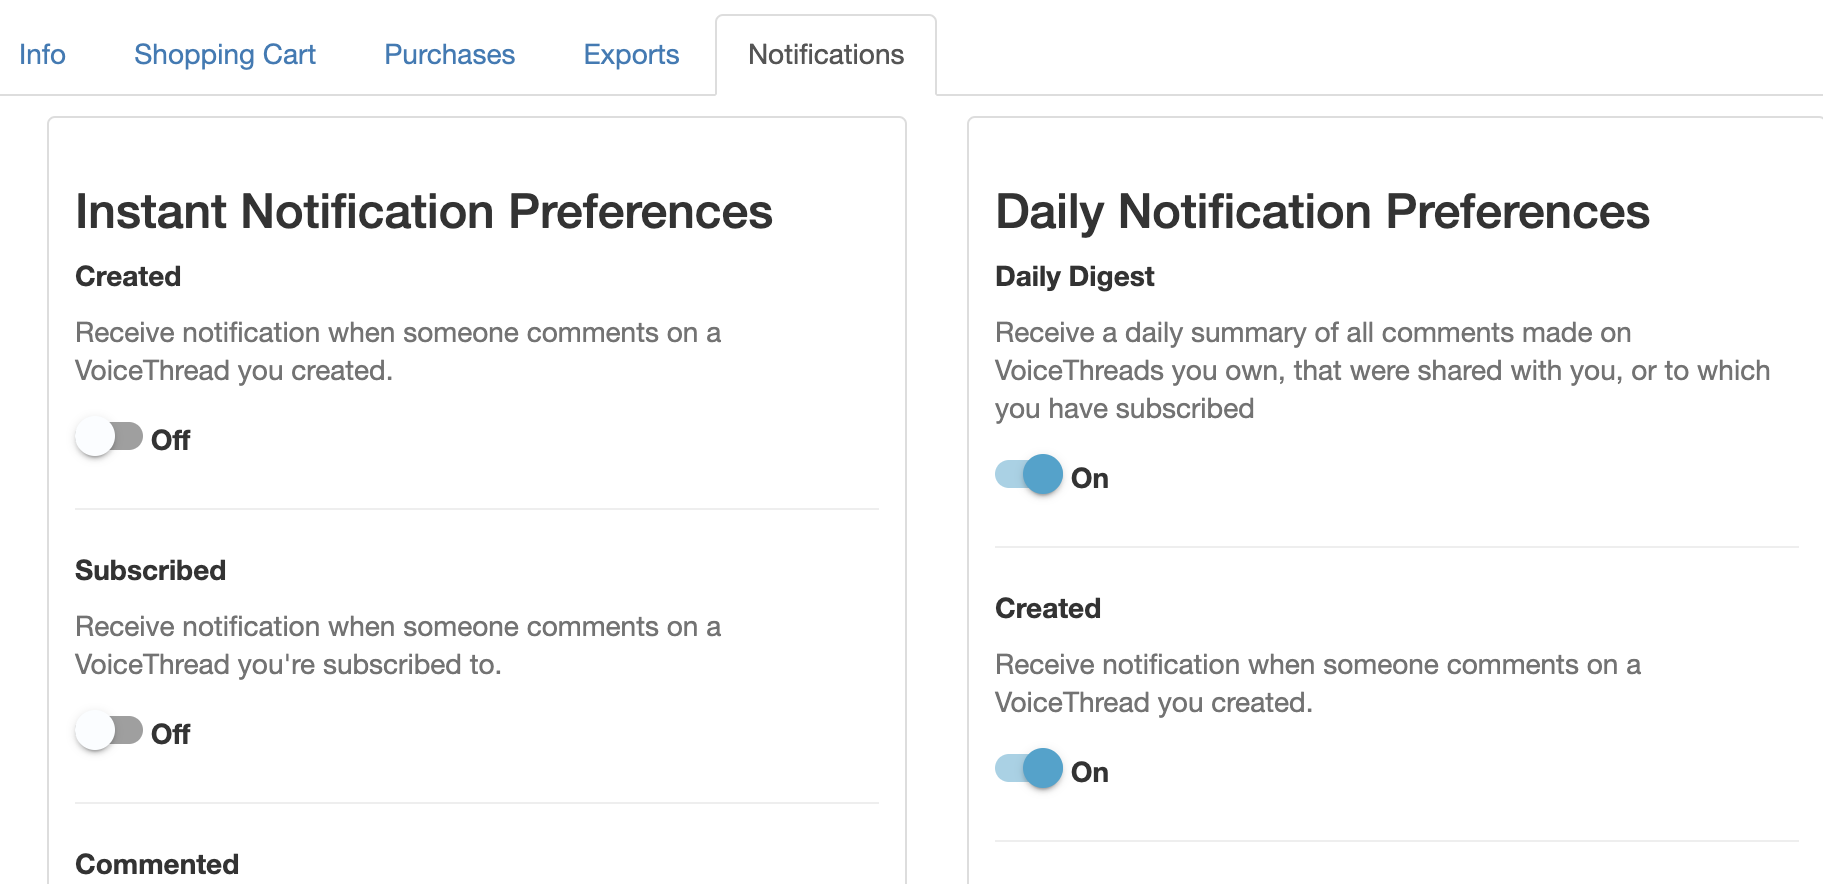 Info
Shopping Cart
Purchases
Exports
Notifications
Instant Notification Preferences
Created
Receive notification when someone comments on a
VoiceThread you created.
Off
Subscribed
Receive notification when someone comments on a
VoiceThread you're subscribed to.
Off
Commented
Daily Notification Preferences
Daily Digest
Receive a daily summary of all comments made on
VoiceThreads you own, that were shared with you, or to which
you have subscribed
On
Created
Receive notification when someone comments on a
VoiceThread you created.
On